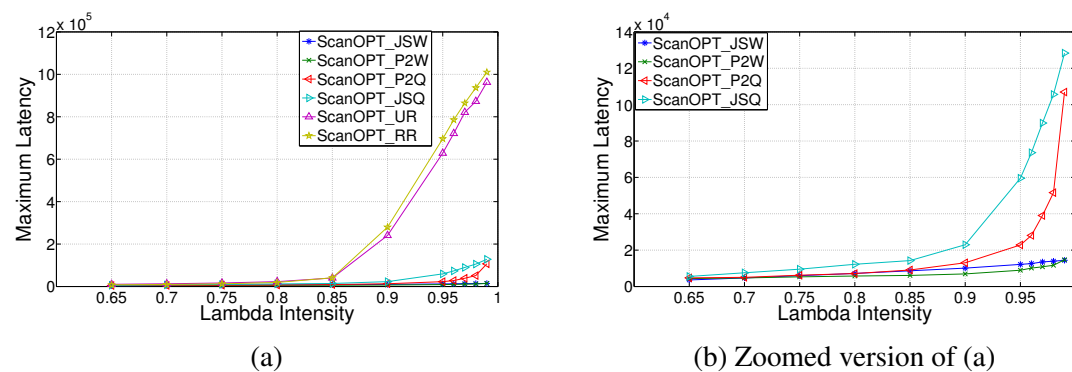 12 x 10^5
10
8
6
4
2
0
Maximum Latency
ScanOPT_JSW
ScanOPT_P2W
ScanOPT_P2Q
ScanOPT_JSQ
ScanOPT_UR
ScanOPT_RR
0.65 0.7 0.75 0.8 0.85 0.9 0.95 1
Lambda Intensity
(a)
14 x 10^4
12
10
8
6
4
2
0
Maximum Latency
ScanOPT_JSW
ScanOPT_P2W
ScanOPT_P2Q
ScanOPT_JSQ
0.65 0.7 0.75 0.8 0.85 0.9 0.95
Lambda Intensity
(b) Zoomed version of (a)